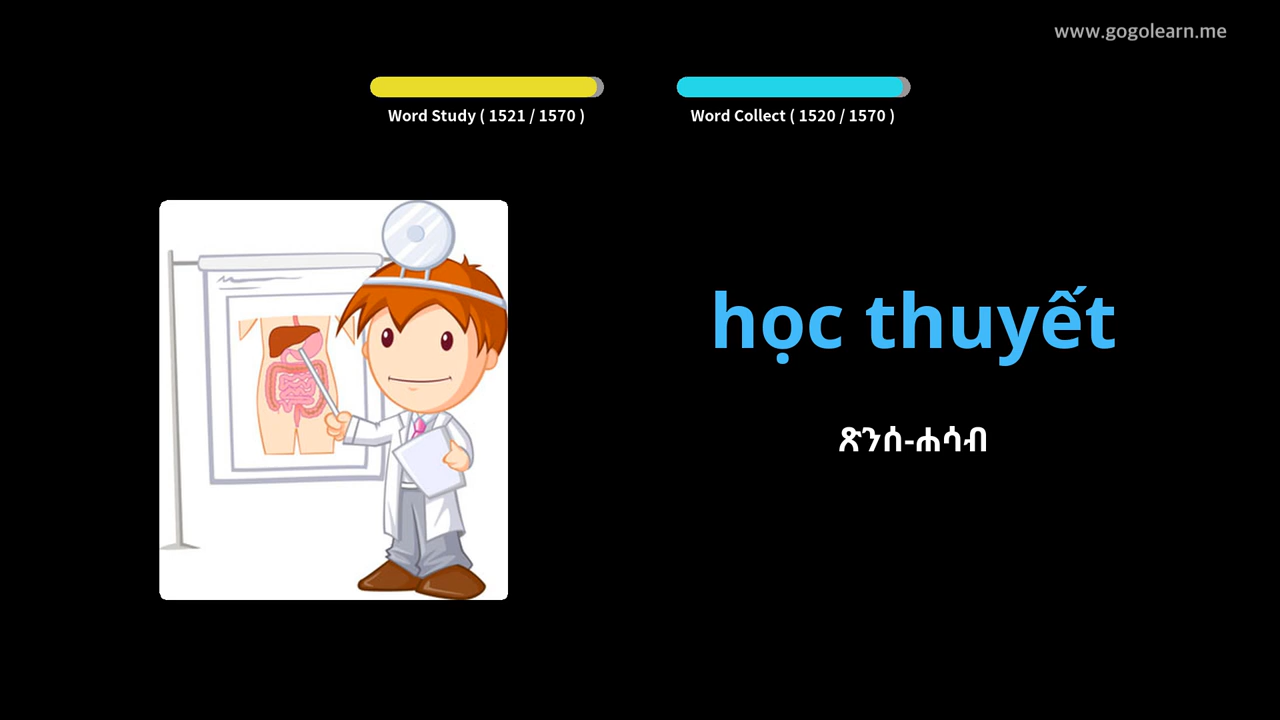 www.gogolearn.me
Word Study ( 1521 / 1570 )
Word Collect ( 1520 / 1570 )
học thuyết
ጽንሰ-ሐሳብ